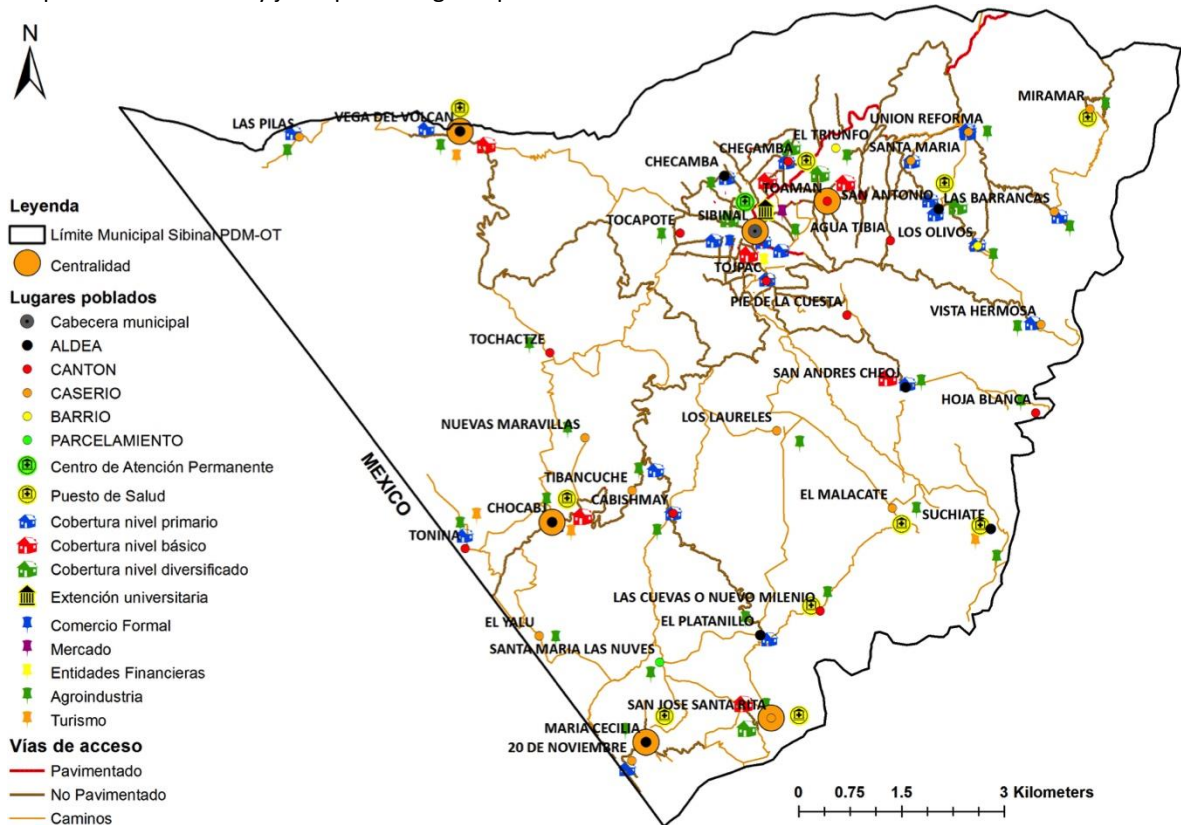 N
MIRAMAR
LAS PILAS
VEGA DEL VOLCAN
UNION REFORMA
EL TRIUNFO
CHECAMBA
SANTA MARIA
CHECAMBA
TOAMAN
SAN ANTONIO
LAS BARRANCAS
SIBINAL
TOCAPOTE
AGUA TIBIA
LOS OLIVOS
TOJPAC
PIE DE LA CUESTA
VISTA HERMOSA
TOCHACTZE
SAN ANDRES CHEOJ
HOJA BLANCA
NUEVAS MARAVILLAS
LOS LAURELES
MEXICO
TIBANCUCHE
CABISHMAY
EL MALACATE
CHOCABJ
SUCHIATE
TONINA
LAS CUEVAS O NUEVO MILENIO
EL YALU
EL PLATANILLO
SANTA MARIA LAS NUVES
SAN JOSE SANTA RITA
MARIA CECILIA
20 DE NOVIEMBRE
Leyenda
Límite Municipal Sibinal PDM-OT
Centralidad
Lugares poblados
Cabecera municipal
ALDEA
CANTON
CASERIO
BARRIO
PARCELAMIENTO
Centro de Atención Permanente
Puesto de Salud
Cobertura nivel primario
Cobertura nivel básico
Cobertura nivel diversificado
Extención universitaria
Comercio Formal
Mercado
Entidades Financieras
Agroindustria
Turismo
Vías de acceso
Pavimentado
No Pavimentado
Caminos
0 0.75 1.5 3 Kilometers